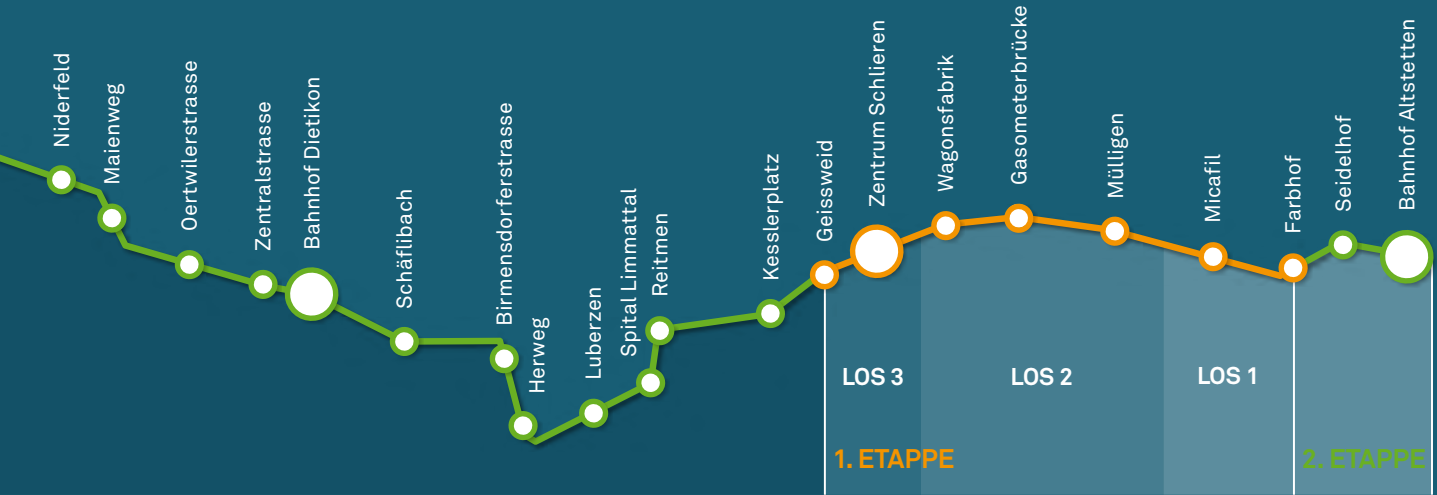 Niderfeld
Maienweg
Oertwilerstrasse
Zentralstrasse
Bahnhof Dietikon
Schäflibach
Birmensdorferstrasse
Herweg
Luberzen
Spital Limmattal
Reitmen
Kesslerplatz
Geissweid
Zentrum Schlieren
Wagonsfabrik
Gasometerbrücke
Mülligen
Micafil
Farbhof
Seidelhof
Bahnhof Altstetten
LOS 3
LOS 2
LOS 1
1. ETAPPE
2. ETAPPE